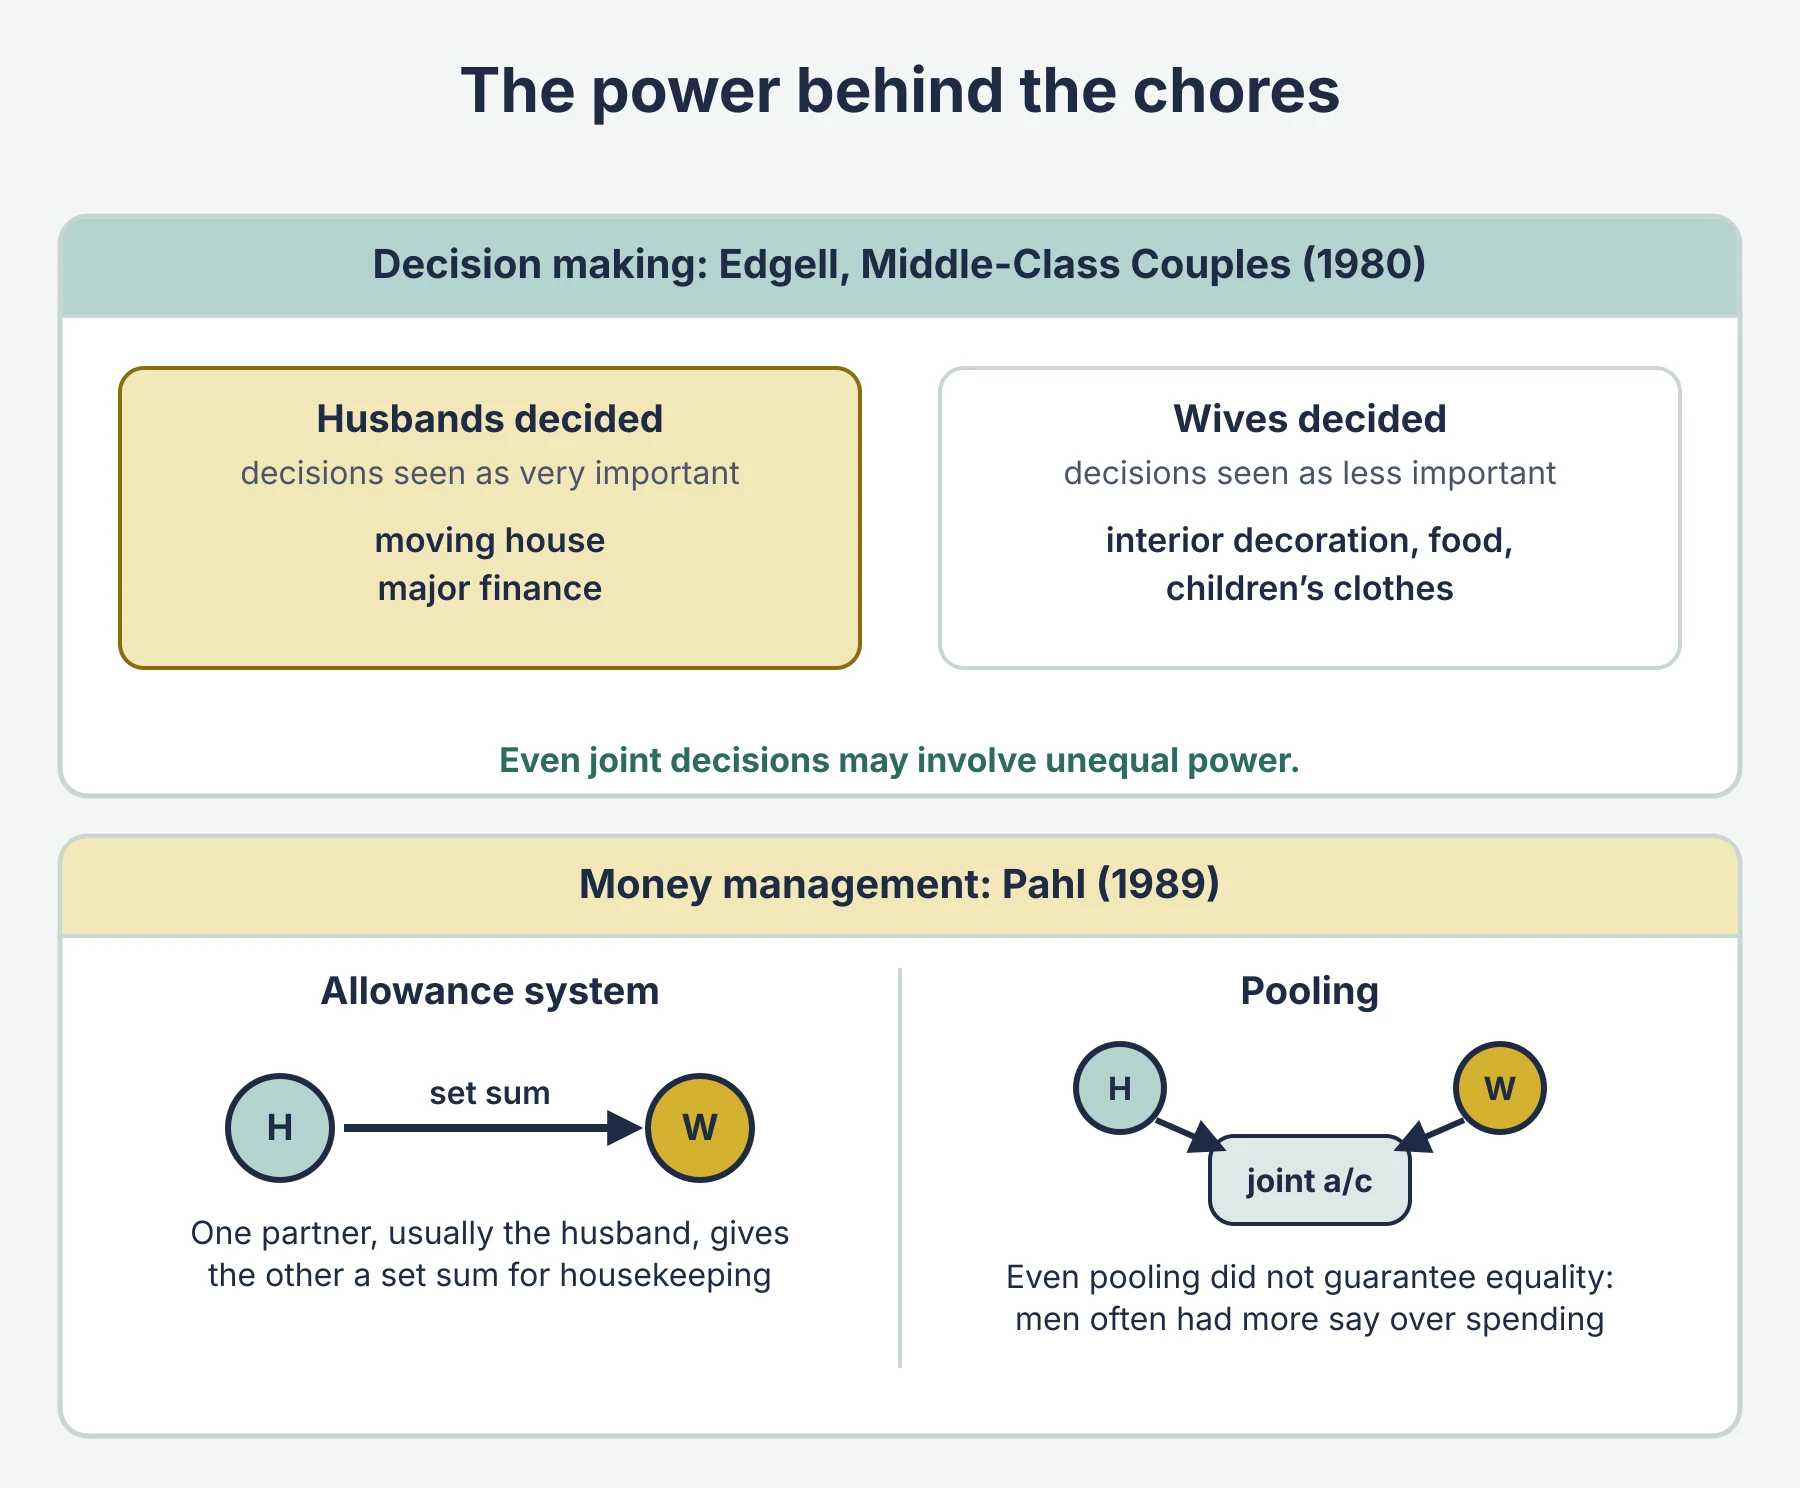 The power behind the chores
Decision making: Edgell, Middle-Class Couples (1980)
Husbands decided
decisions seen as very important
moving house
major finance
Wives decided
decisions seen as less important
interior decoration, food,
children’s clothes
Even joint decisions may involve unequal power.
Money management: Pahl (1989)
Allowance system
H
set sum
W
One partner, usually the husband, gives
the other a set sum for housekeeping
Pooling
H
W
joint a/c
Even pooling did not guarantee equality:
men often had more say over spending